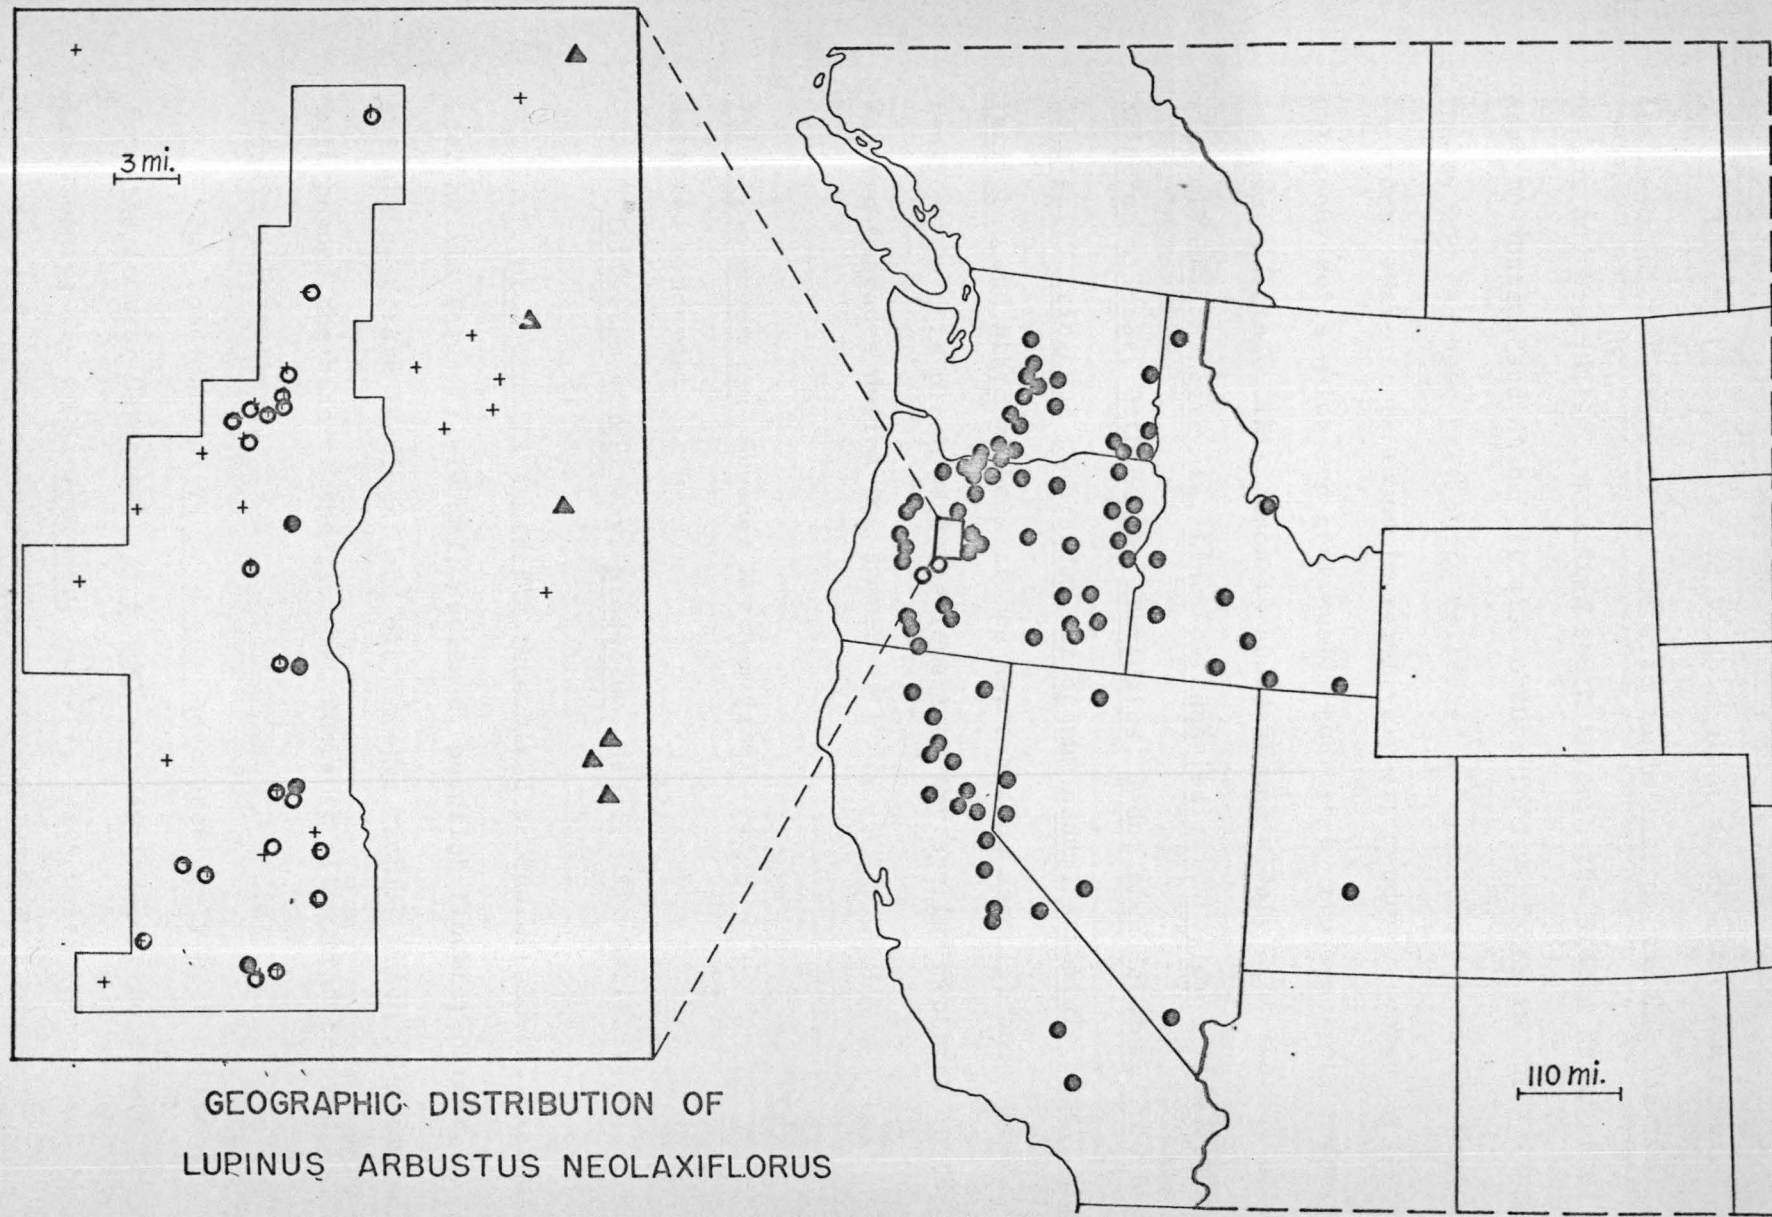 3 mi.
110 mi.
GEOGRAPHIC DISTRIBUTION OF
LUPINUS ARBUSTUS NEOLAXIFLORUS